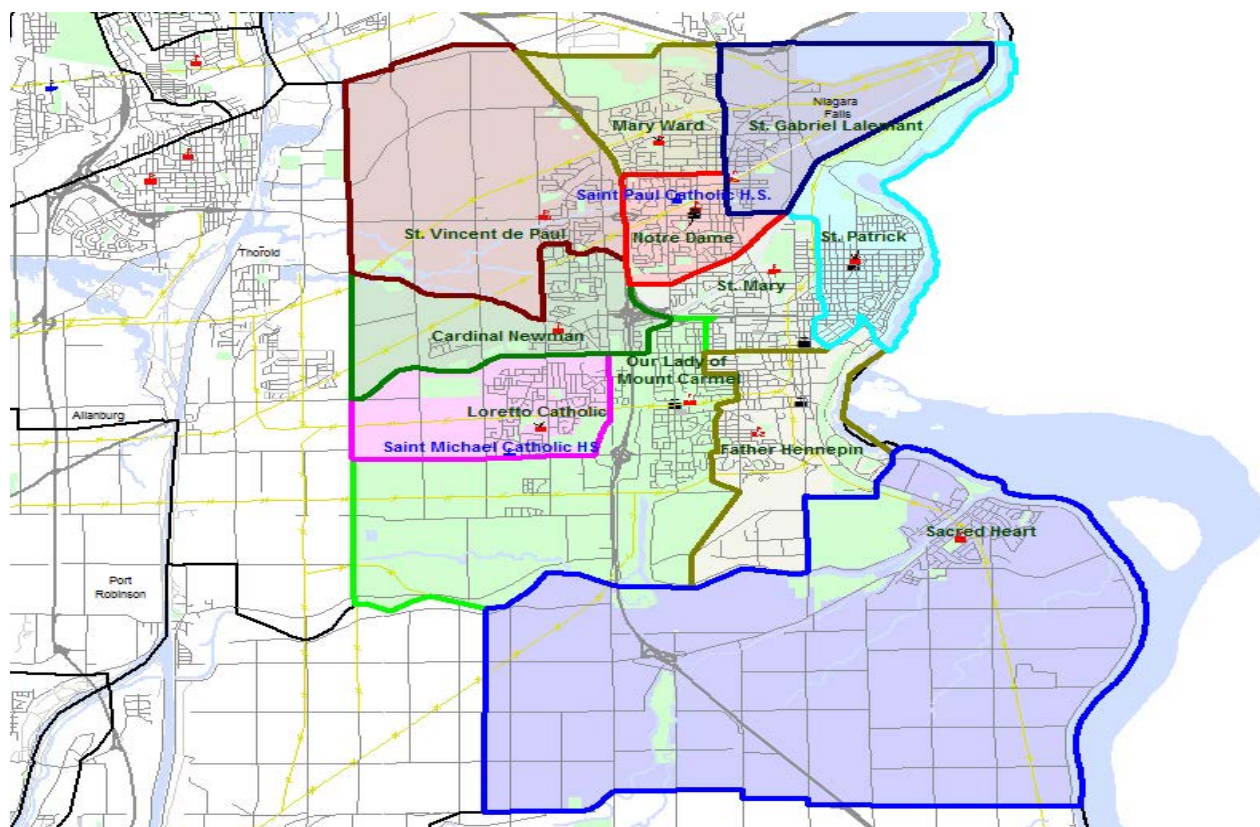 Mary Ward
Niagara
Falls
St. Gabriel Lalemant
Saint Paul Catholic H.S.
St. Vincent de Paul
Notre Dame
St. Patrick
Thorold
St. Mary
Cardinal Newman
Our Lady of
Mount Carmel
Allanburg
Loretto Catholic
Saint Michael Catholic HS
Father Hennepin
Sacred Heart
Port
Robinson